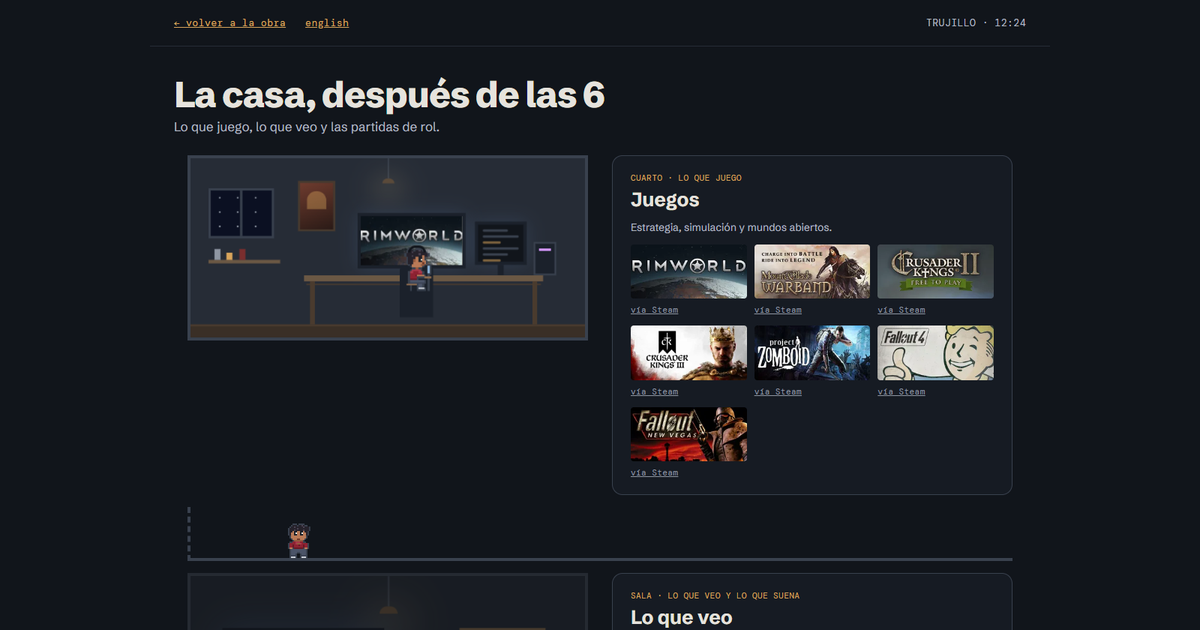 ← volver a la obra english
TRUJILLO · 12:24
La casa, después de las 6
Lo que juego, lo que veo y las partidas de rol.
RIMWORLD
CUARTO · LO QUE JUEGO
Juegos
Estrategia, simulación y mundos abiertos.
RIMWORLD
CHARGE INTO BATTLE
RIDE INTO LEGEND
Mount&Blade
WARBAND
CRUSADER
KINGS II
FREE TO PLAY
vía Steam
vía Steam
vía Steam
CK
CRUSADER
KINGS III
project
ZOMBOID
Fallout 4
vía Steam
vía Steam
vía Steam
Fallout
NEW VEGAS
vía Steam
SALA · LO QUE VEO Y LO QUE SUENA
Lo que veo